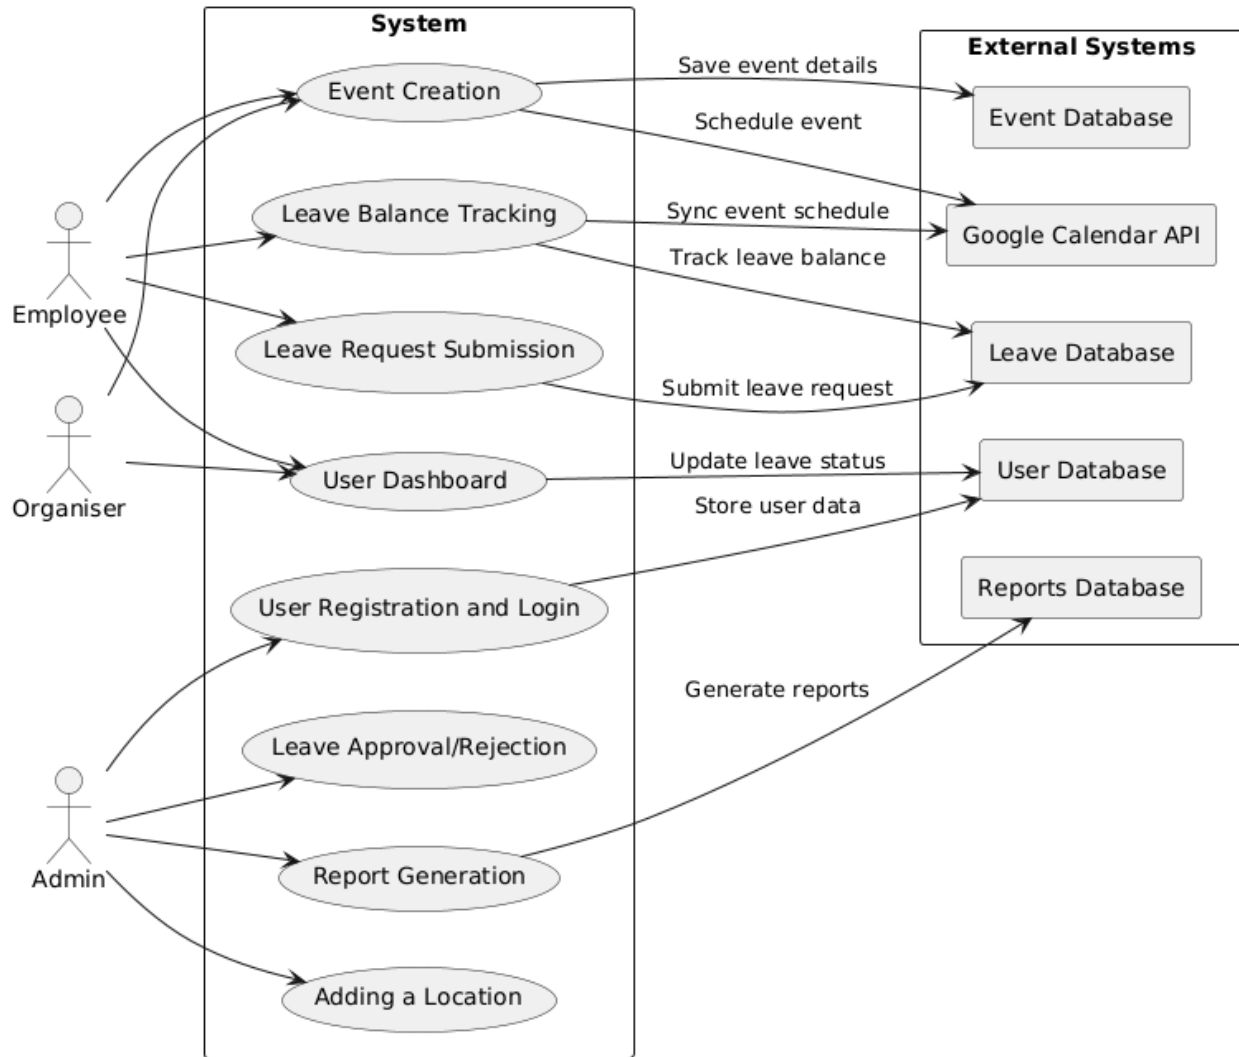 System
External Systems
Event Creation
Save event details
Event Database
Schedule event
Leave Balance Tracking
Sync event schedule
Google Calendar API
Track leave balance
Employee
Leave Request Submission
Leave Database
Submit leave request
Organiser
User Dashboard
Update leave status
User Database
Store user data
User Registration and Login
Reports Database
Generate reports
Leave Approval/Rejection
Admin
Report Generation
Adding a Location